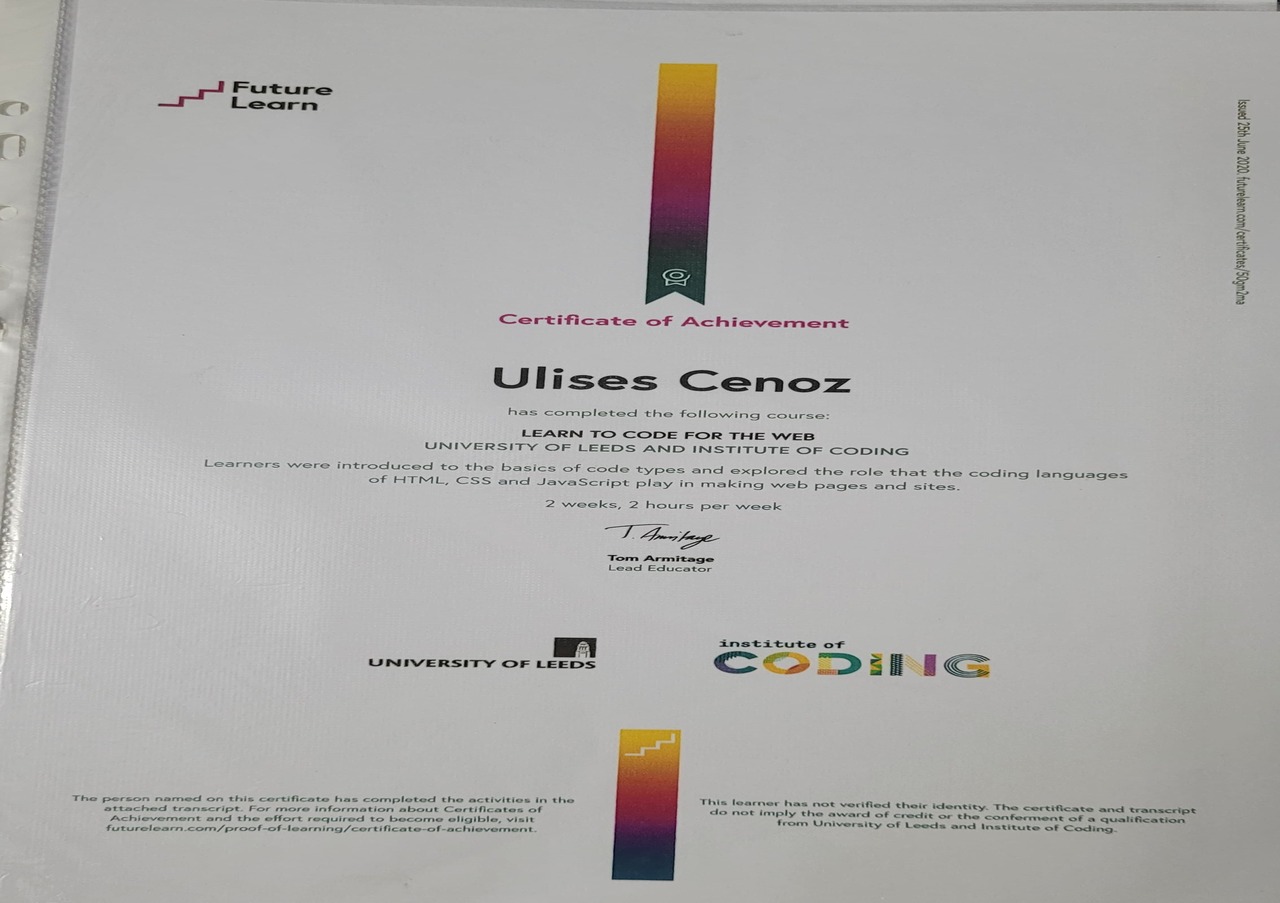 Future
Learn
Issued 25th June 2020. futurelearn.com/certificates/50gm2ma
Certificate of Achievement
Ulises Cenoz
has completed the following course:
LEARN TO CODE FOR THE WEB
UNIVERSITY OF LEEDS AND INSTITUTE OF CODING
Learners were introduced to the basics of code types and explored the role that the coding languages
of HTML, CSS and JavaScript play in making web pages and sites.
2 weeks, 2 hours per week
T. Armitage
Tom Armitage
Lead Educator
UNIVERSITY OF LEEDS
institute of
CODING
The person named on this certificate has completed the activities in the
attached transcript. For more information about Certificates of
Achievement and the effort required to become eligible, visit
futurelearn.com/proof-of-learning/certificate-of-achievement.
This learner has not verified their identity. The certificate and transcript
do not imply the award of credit or the conferment of a qualification
from University of Leeds and Institute of Coding.